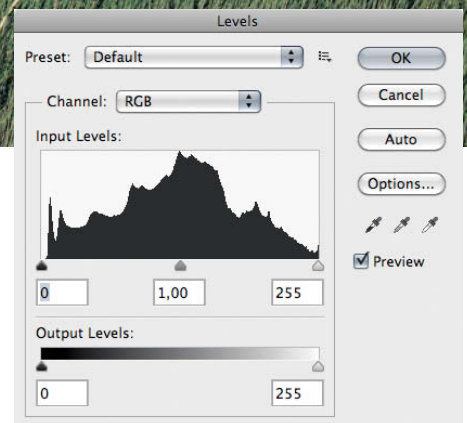 Levels
Preset: Default
OK
Channel: RGB
Cancel
Input Levels:
Auto
Options...
Preview
0 1,00 255
Output Levels:
0 255